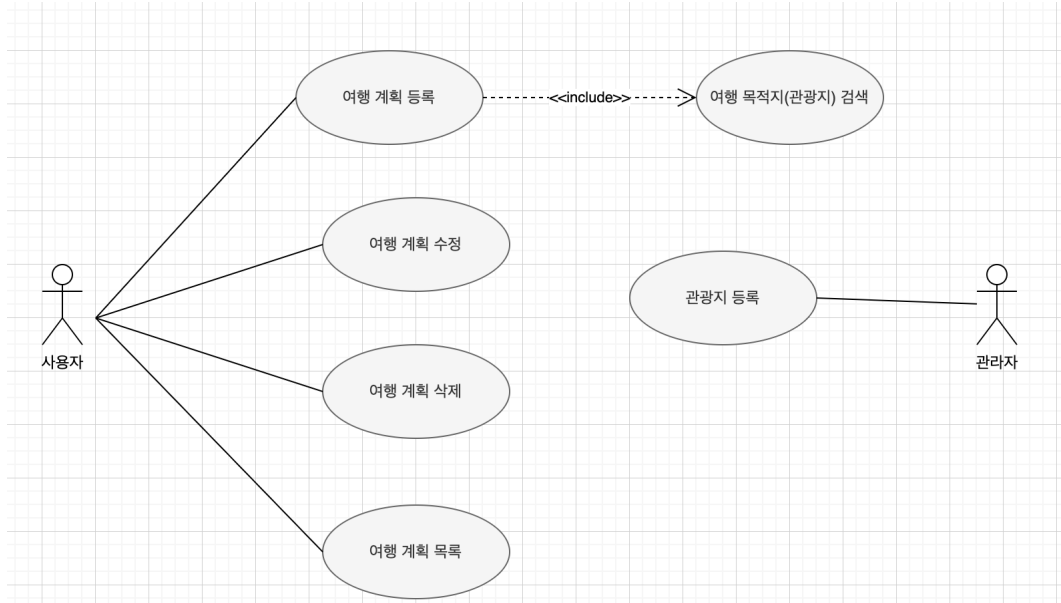 여행 계획 등록
<<include>>
여행 목적지(관광지) 검색
여행 계획 수정
관광지 등록
사용자
관라자
여행 계획 삭제
여행 계획 목록